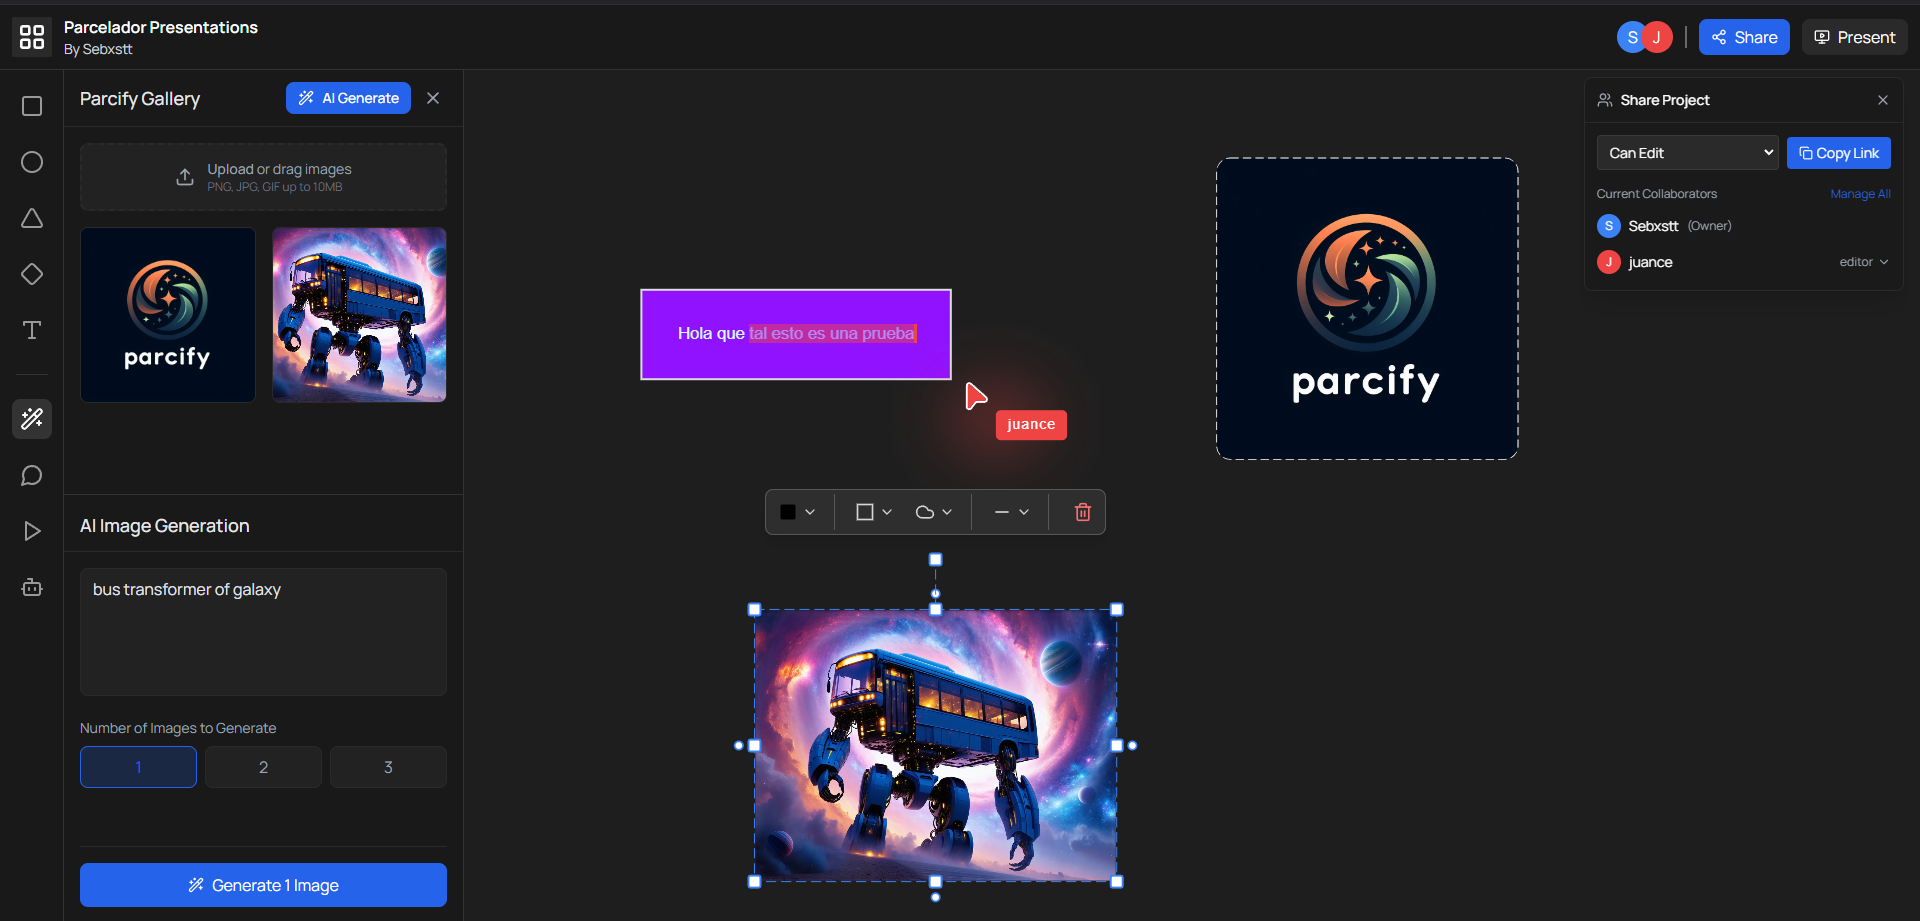 Parcelador Presentations
By Sebxstt
S
J
Share
Present
Parcify Gallery
AI Generate
Upload or drag images
PNG, JPG, GIF up to 10MB
parcify
AI Image Generation
bus transformer of galaxy
Number of Images to Generate
1
2
3
Generate 1 Image
Hola que tal esto es una prueba
juance
parcify
Share Project
Can Edit
Copy Link
Current Collaborators
Manage All
S
Sebxstt (Owner)
J
juance
editor